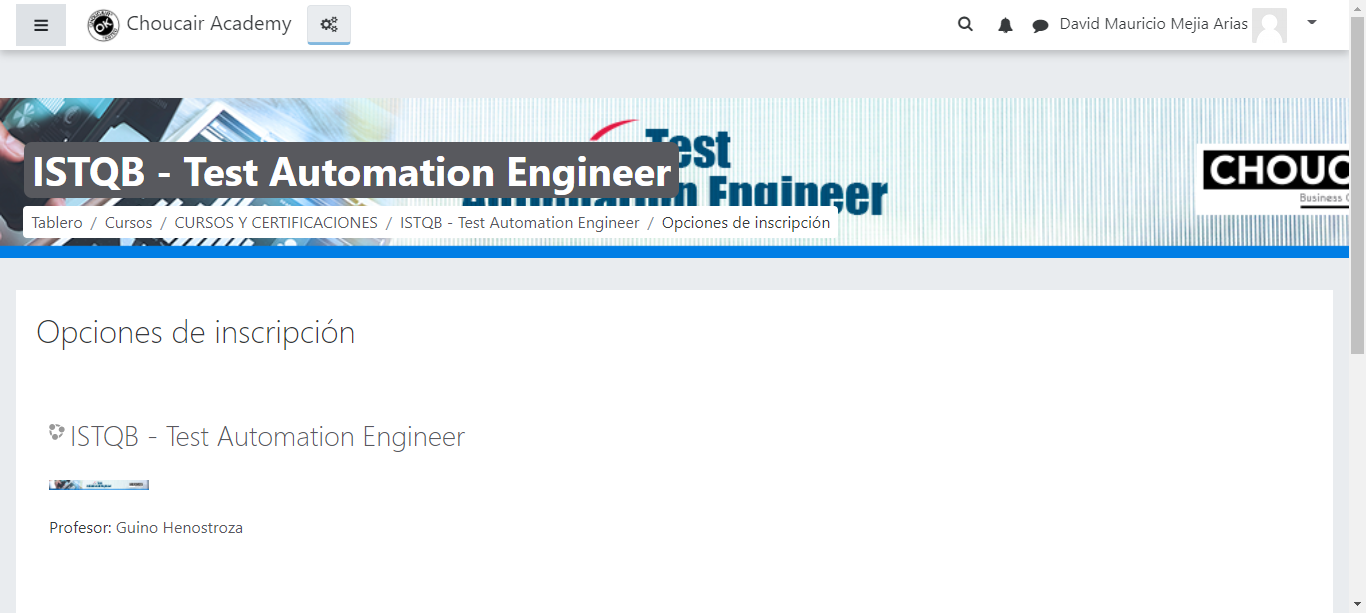 Choucair Academy
David Mauricio Mejia Arias
Test
Engineer
CHOUC
Business
ISTQB - Test Automation Engineer
Tablero / Cursos / CURSOS Y CERTIFICACIONES / ISTQB - Test Automation Engineer / Opciones de inscripción
Opciones de inscripción
ISTQB - Test Automation Engineer
Profesor: Guino Henostroza